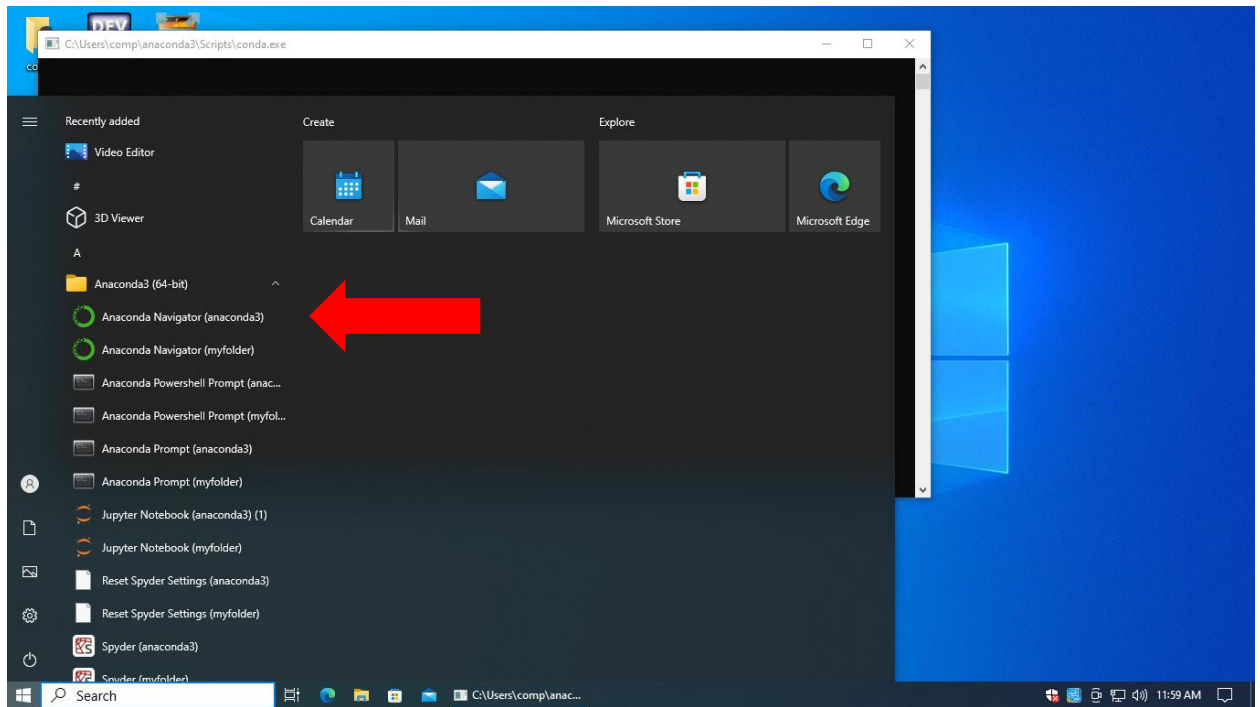 DEV
C:\Users\comp\anaconda3\Scripts\conda.exe
co
Recently added
Create
Explore
Video Editor
#
3D Viewer
Calendar
Mail
Microsoft Store
Microsoft Edge
A
Anaconda3 (64-bit)
Anaconda Navigator (anaconda3)
Anaconda Navigator (myfolder)
Anaconda Powershell Prompt (anac...
Anaconda Powershell Prompt (myfol...
Anaconda Prompt (anaconda3)
Anaconda Prompt (myfolder)
Jupyter Notebook (anaconda3) (1)
Jupyter Notebook (myfolder)
Reset Spyder Settings (anaconda3)
Reset Spyder Settings (myfolder)
Spyder (anaconda3)
Spyder (myfolder)
Search
C:\Users\comp\anac...
11:59 AM